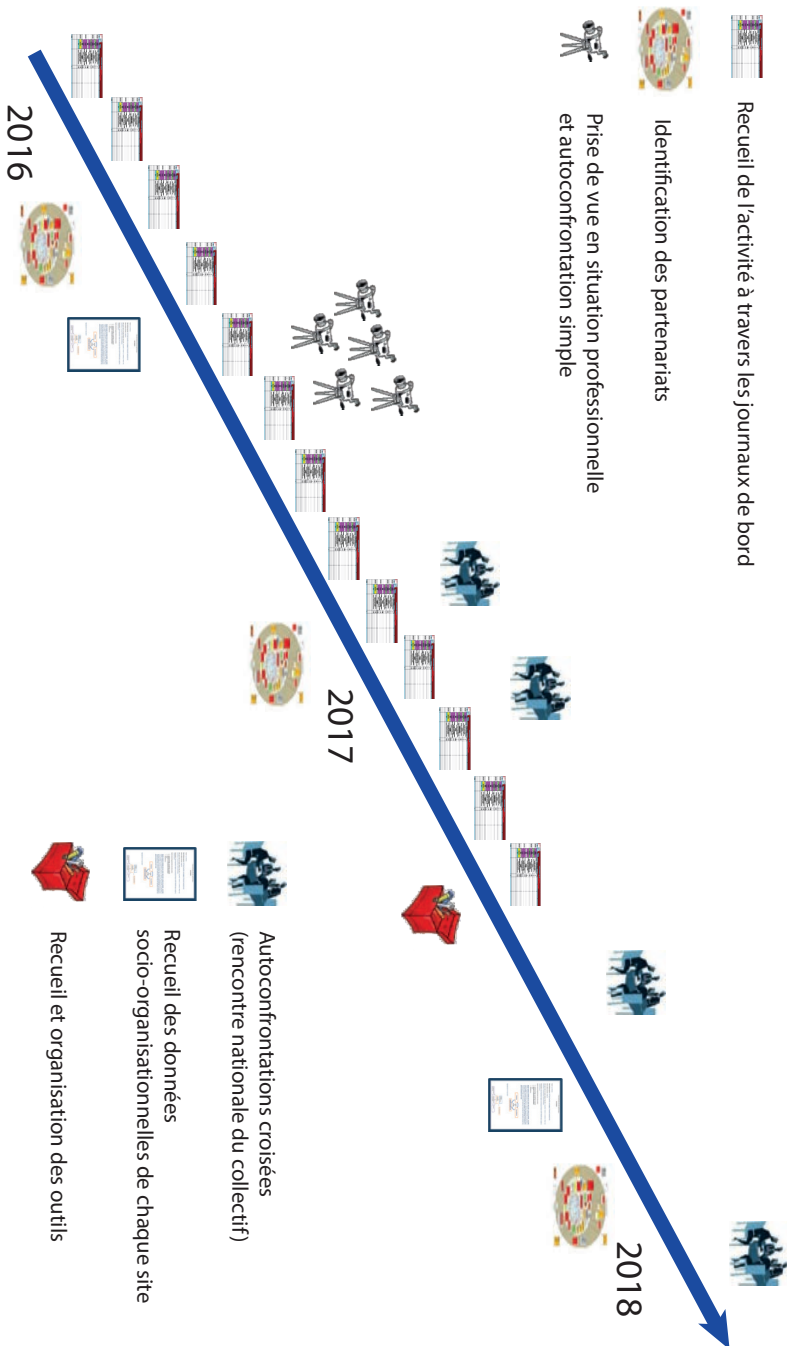 Recueil de l'activité à travers les journaux de bord
Identification des partenariats
Prise de vue en situation professionnelle
et autoconfrontation simple
2016
2017
2018
Autoconfrontations croisées
(rencontre nationale du collectif)
Recueil des données
socio-organisationnelles de chaque site
Recueil et organisation des outils